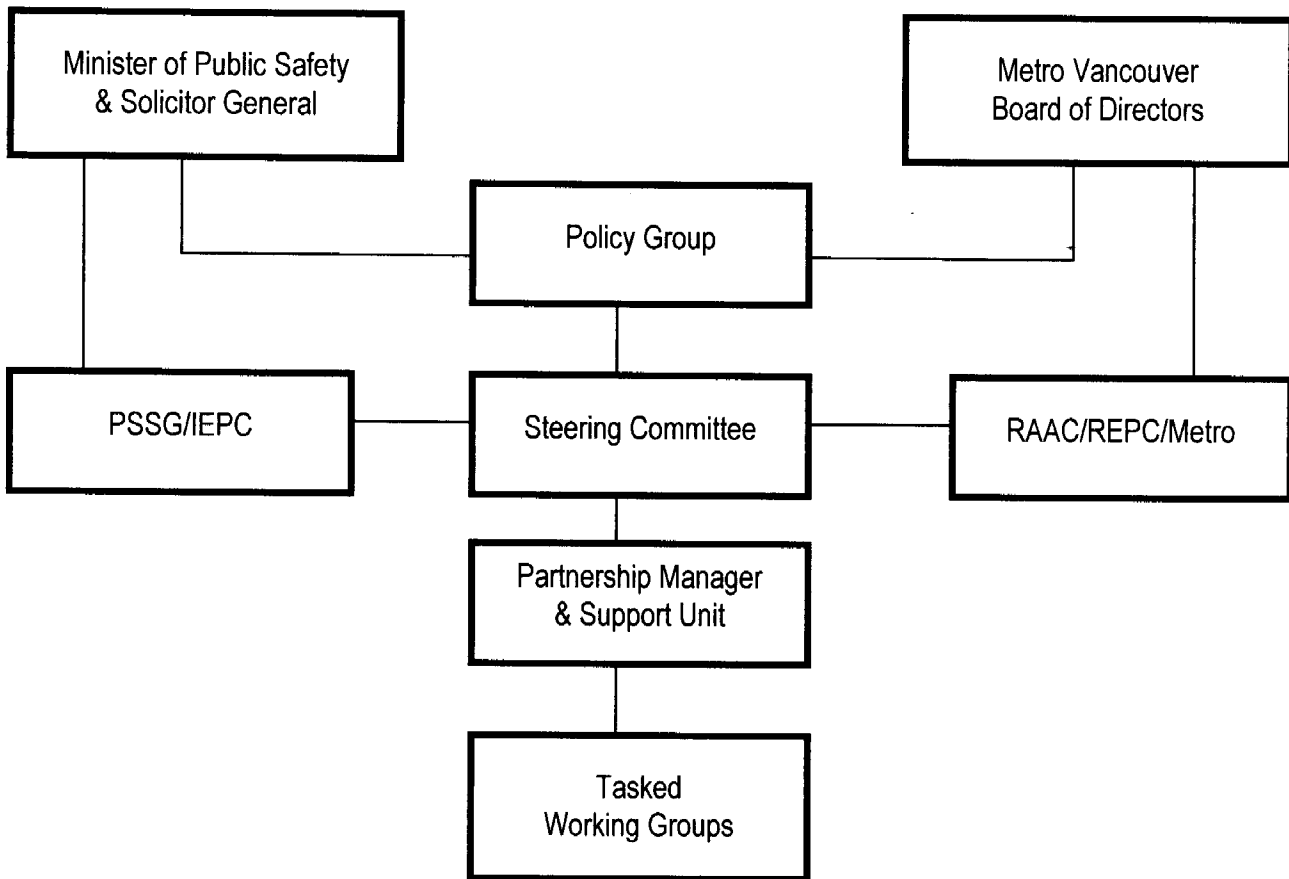 Minister of Public Safety
& Solicitor General
Metro Vancouver
Board of Directors
Policy Group
PSSG/IEPC
Steering Committee
RAAC/REPC/Metro
Partnership Manager
& Support Unit
Tasked
Working Groups